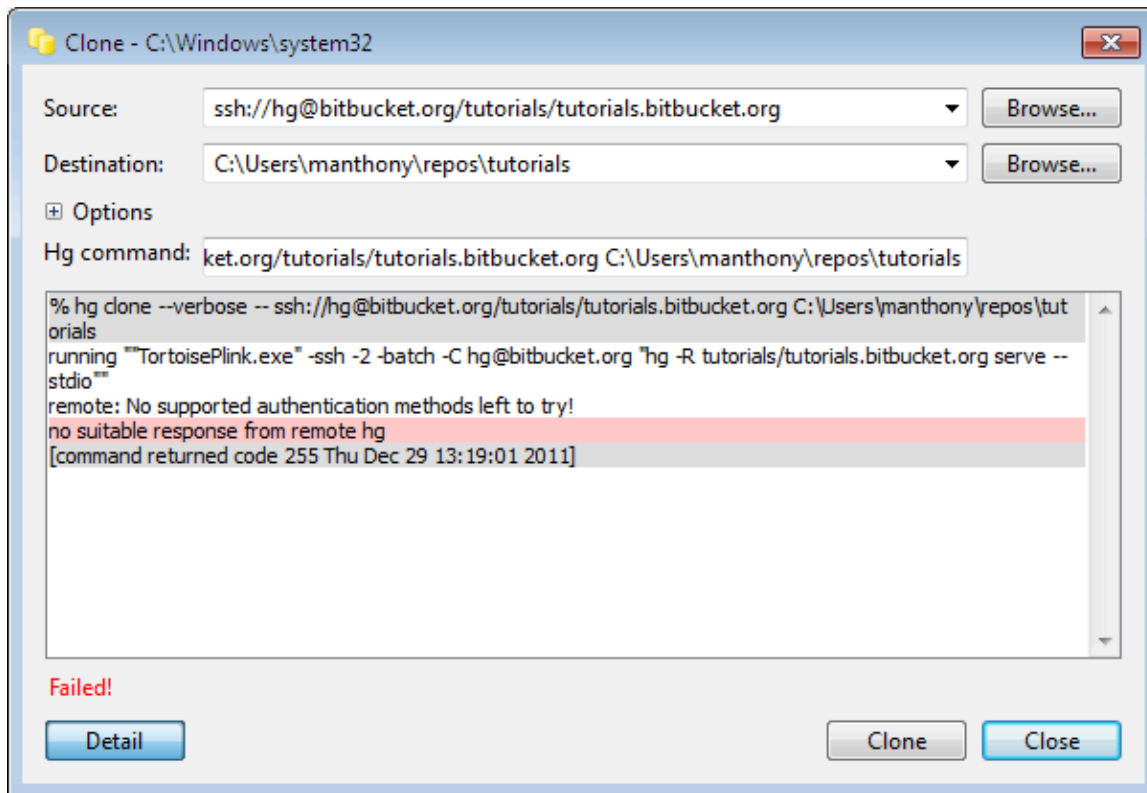 Clone - C:\Windows\system32
Source: ssh://hg@bitbucket.org/tutorials/tutorials.bitbucket.org Browse...
Destination: C:\Users\manthony\repos\tutorials Browse...
Options
Hg command: ket.org/tutorials/tutorials.bitbucket.org C:\Users\manthony\repos\tutorials
% hg clone --verbose -- ssh://hg@bitbucket.org/tutorials/tutorials.bitbucket.org C:\Users\manthony\repos\tut
orials
running ""TortoisePlink.exe" -ssh -2 -batch -C hg@bitbucket.org "hg -R tutorials/tutorials.bitbucket.org serve --
stdio""
remote: No supported authentication methods left to try!
no suitable response from remote hg
[command returned code 255 Thu Dec 29 13:19:01 2011]
Failed!
Detail Clone Close